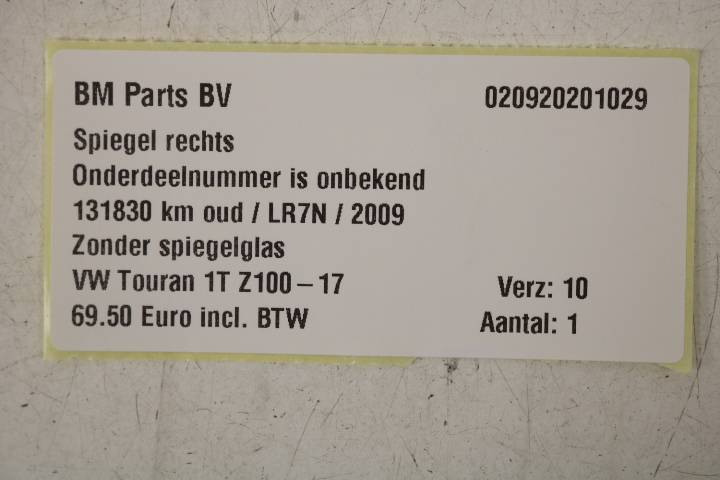 BM Parts BV 020920201029
Spiegel rechts
Onderdeelnummer is onbekend
131830 km oud / LR7N / 2009
Zonder spiegelglas
VW Touran 1T Z100 – 17 Verz: 10
69.50 Euro incl. BTW Aantal: 1